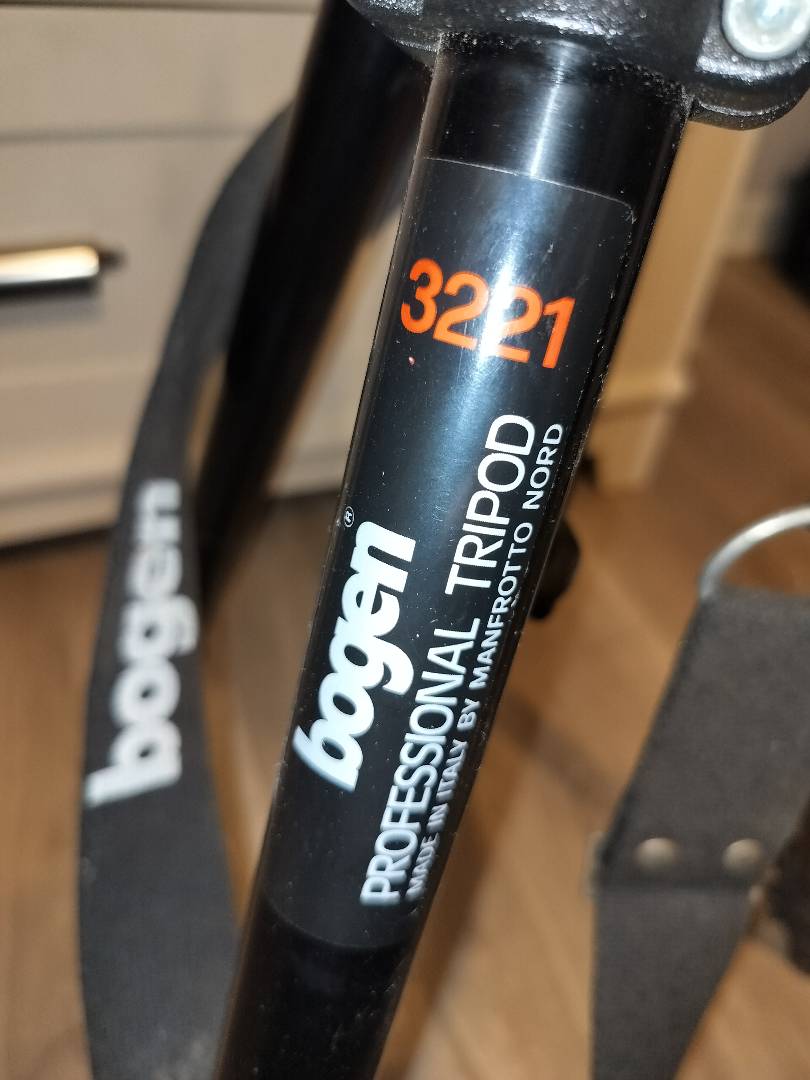 3221
bogen®
PROFESSIONAL TRIPOD
MADE IN ITALY BY MANFROTTO NORD
bogen